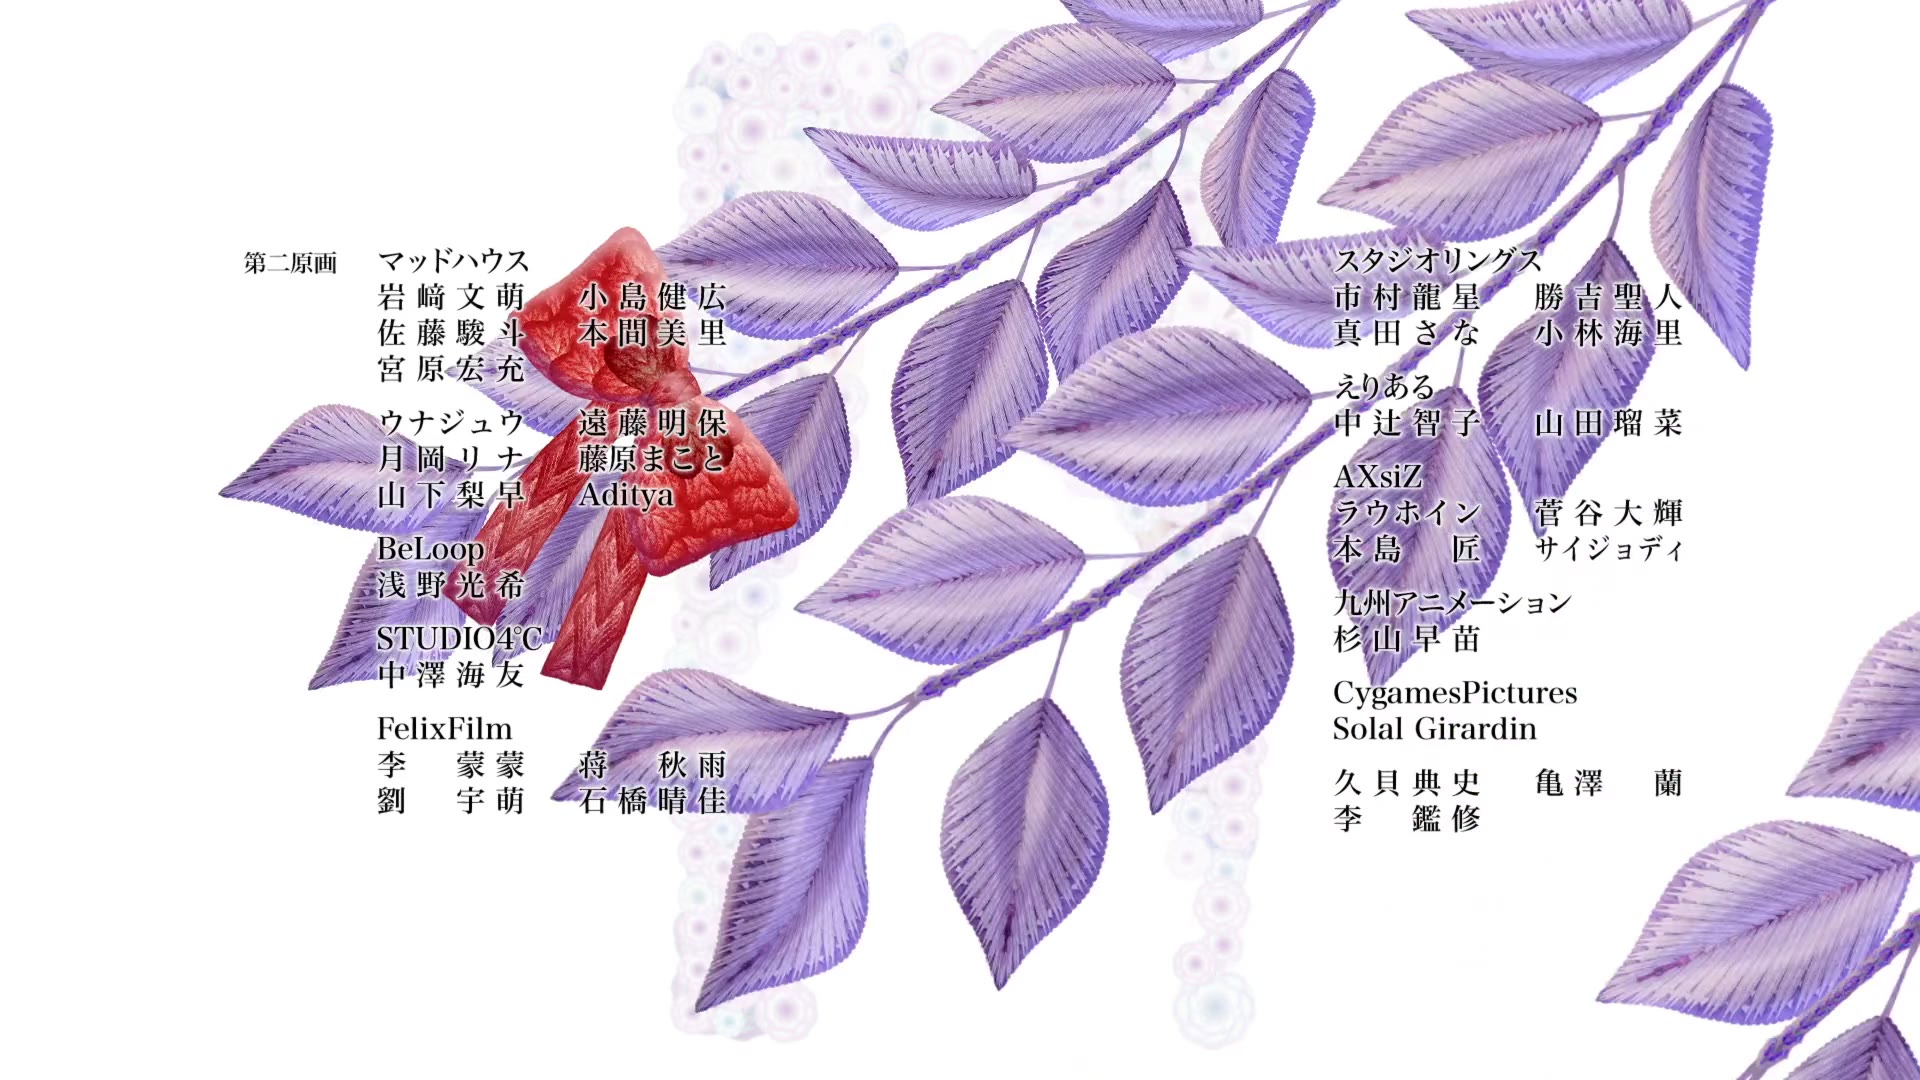 第二原画
マッドハウス
岩﨑文萌 小島健広
佐藤駿斗 本間美里
宮原宏充
ウナジュウ 遠藤明保
月岡リナ 藤原まこと
山下梨早 Aditya
BeLoop
浅野光希
STUDIO4℃
中澤海友
FelixFilm
李蒙蒙 蒋秋雨
劉宇萌 石橋晴佳
スタジオリングス
市村龍星 勝吉聖人
真田さな 小林海里
えりある
中辻智子 山田瑠菜
AXsiZ
ラウホイン 菅谷大輝
本島匠 サイジョディ
九州アニメーション
杉山早苗
CygamesPictures
Solal Girardin
久貝典史 亀澤蘭
李鑑修